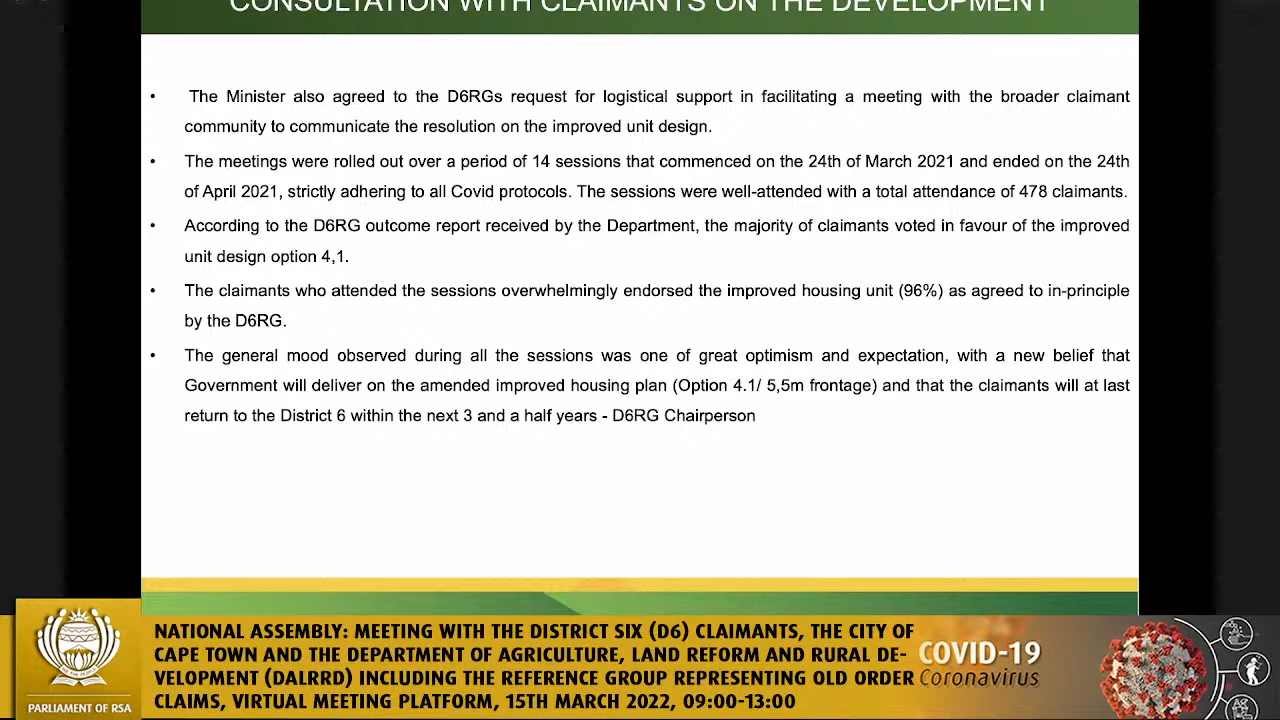 CONSULTATION WITH CLAIMANTS ON THE DEVELOPMENT
• The Minister also agreed to the D6RGs request for logistical support in facilitating a meeting with the broader claimant
community to communicate the resolution on the improved unit design.
• The meetings were rolled out over a period of 14 sessions that commenced on the 24th of March 2021 and ended on the 24th
of April 2021, strictly adhering to all Covid protocols. The sessions were well-attended with a total attendance of 478 claimants.
• According to the D6RG outcome report received by the Department, the majority of claimants voted in favour of the improved
unit design option 4,1.
• The claimants who attended the sessions overwhelmingly endorsed the improved housing unit (96%) as agreed to in-principle
by the D6RG.
• The general mood observed during all the sessions was one of great optimism and expectation, with a new belief that
Government will deliver on the amended improved housing plan (Option 4.1/ 5,5m frontage) and that the claimants will at last
return to the District 6 within the next 3 and a half years - D6RG Chairperson
PARLIAMENT OF RSA
NATIONAL ASSEMBLY: MEETING WITH THE DISTRICT SIX (D6) CLAIMANTS, THE CITY OF
CAPE TOWN AND THE DEPARTMENT OF AGRICULTURE, LAND REFORM AND RURAL DE-
VELOPMENT (DALRRD) INCLUDING THE REFERENCE GROUP REPRESENTING OLD ORDER
CLAIMS, VIRTUAL MEETING PLATFORM, 15TH MARCH 2022, 09:00-13:00
COVID-19
Coronavirus